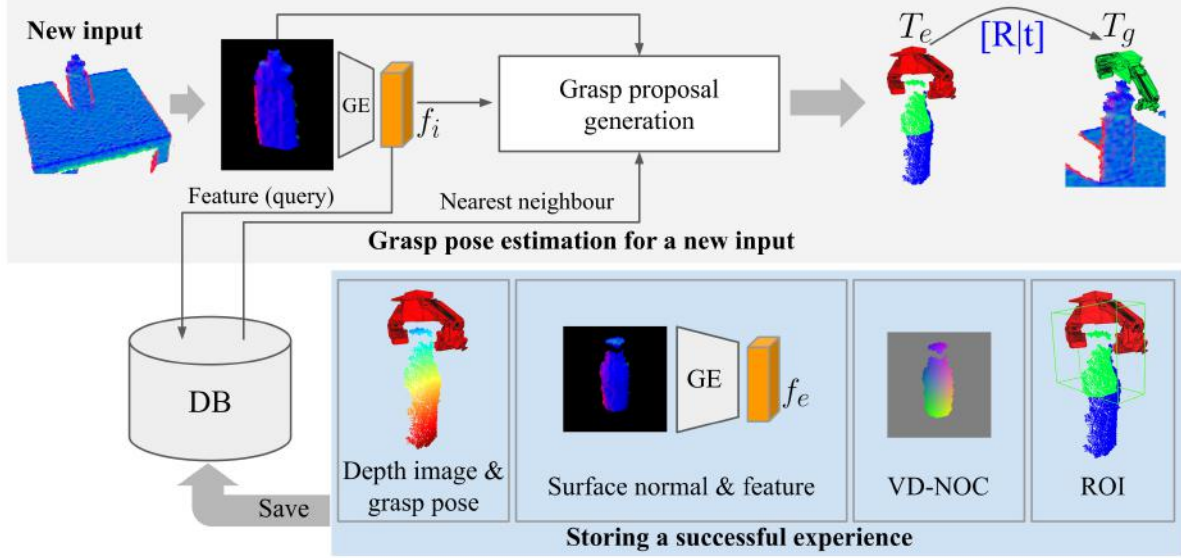 New input
GE
f_i
Grasp proposal
generation
T_e
[R|t]
T_g
Feature (query)
Nearest neighbour
Grasp pose estimation for a new input
DB
Save
Depth image &
grasp pose
GE
f_e
Surface normal & feature
VD-NOC
ROI
Storing a successful experience